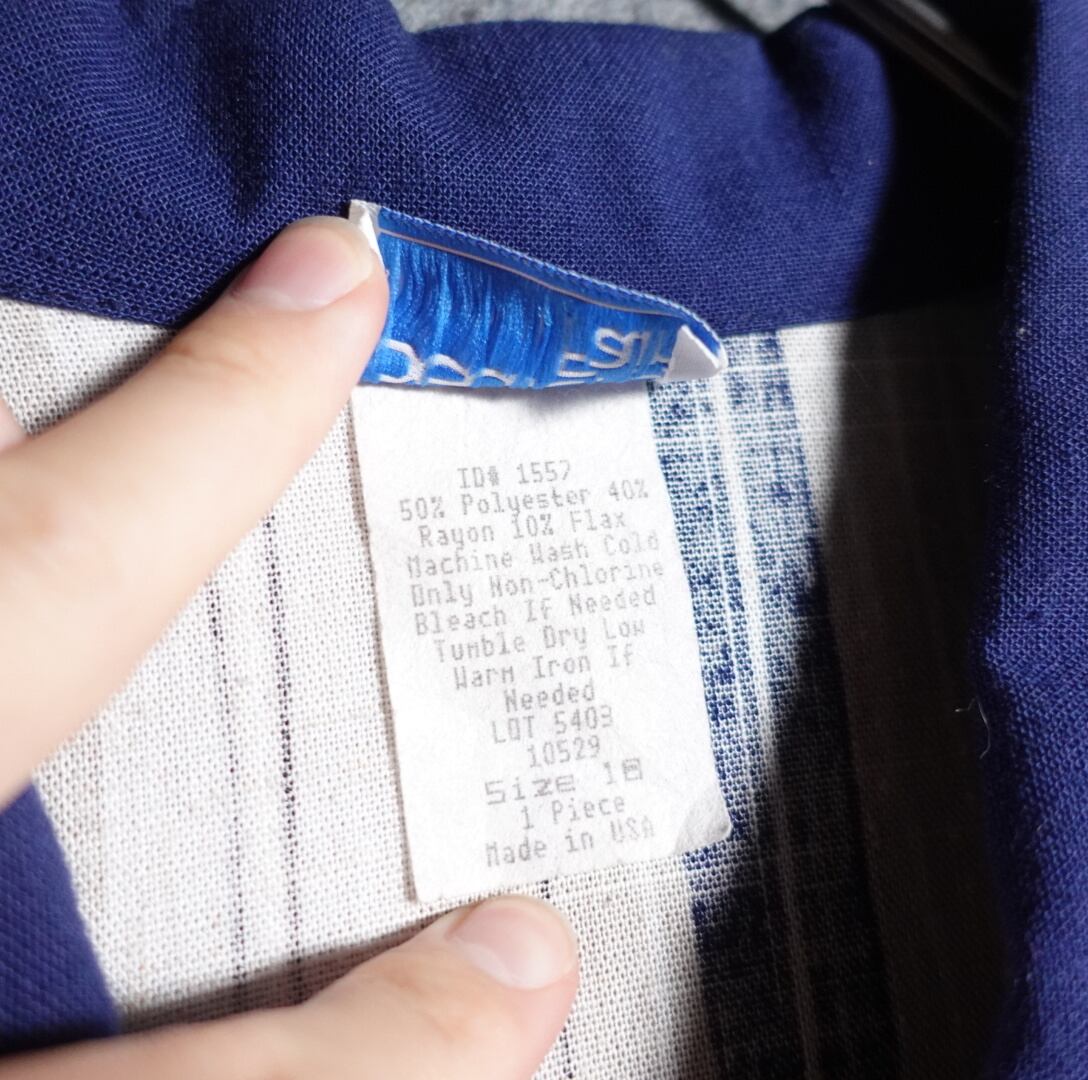 ID# 1557
50% Polyester 40%
Rayon 10% Flax
Machine Wash Cold
Only Non-Chlorine
Bleach If Needed
Tumble Dry Low
Warm Iron If
Needed
LOT 5403
10529
Size 18
1 Piece
Made in USA